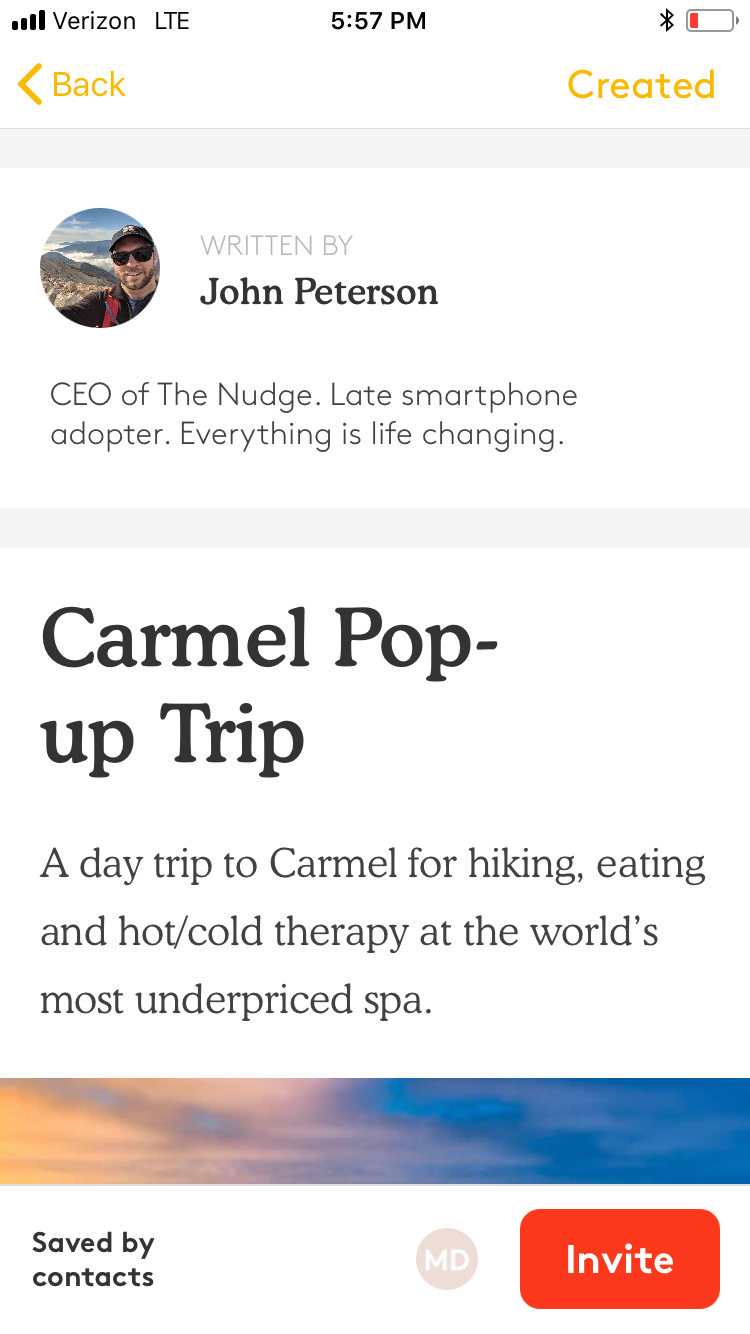 Verizon LTE 5:57 PM
Back Created
WRITTEN BY
John Peterson
CEO of The Nudge. Late smartphone
adopter. Everything is life changing.
Carmel Pop-
up Trip
A day trip to Carmel for hiking, eating
and hot/cold therapy at the world’s
most underpriced spa.
Saved by
contacts
MD
Invite